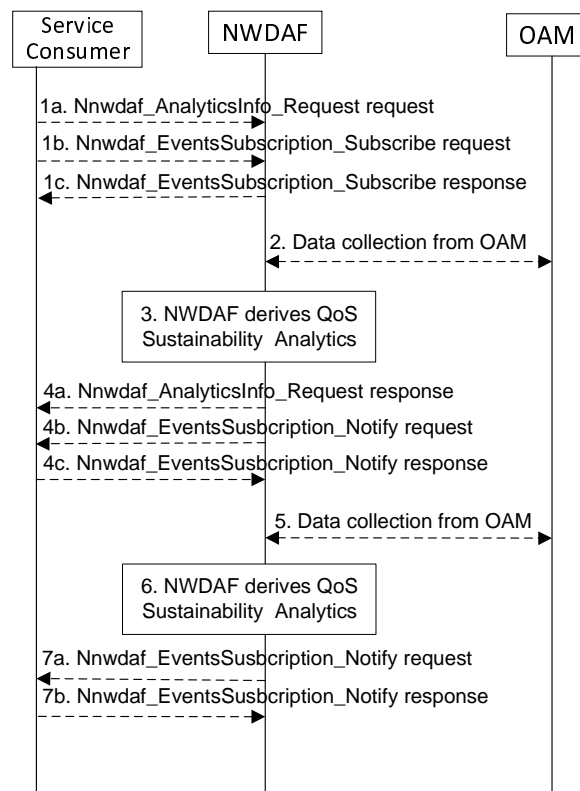 Service
Consumer
NWDAF
OAM
1a. Nnwdaf_AnalyticsInfo_Request request
1b. Nnwdaf_EventsSubscription_Subscribe request
1c. Nnwdaf_EventsSubscription_Subscribe response
2. Data collection from OAM
3. NWDAF derives QoS
Sustainability Analytics
4a. Nnwdaf_AnalyticsInfo_Request response
4b. Nnwdaf_EventsSusbcription_Notify request
4c. Nnwdaf_EventsSusbcription_Notify response
5. Data collection from OAM
6. NWDAF derives QoS
Sustainability Analytics
7a. Nnwdaf_EventsSusbcription_Notify request
7b. Nnwdaf_EventsSusbcription_Notify response